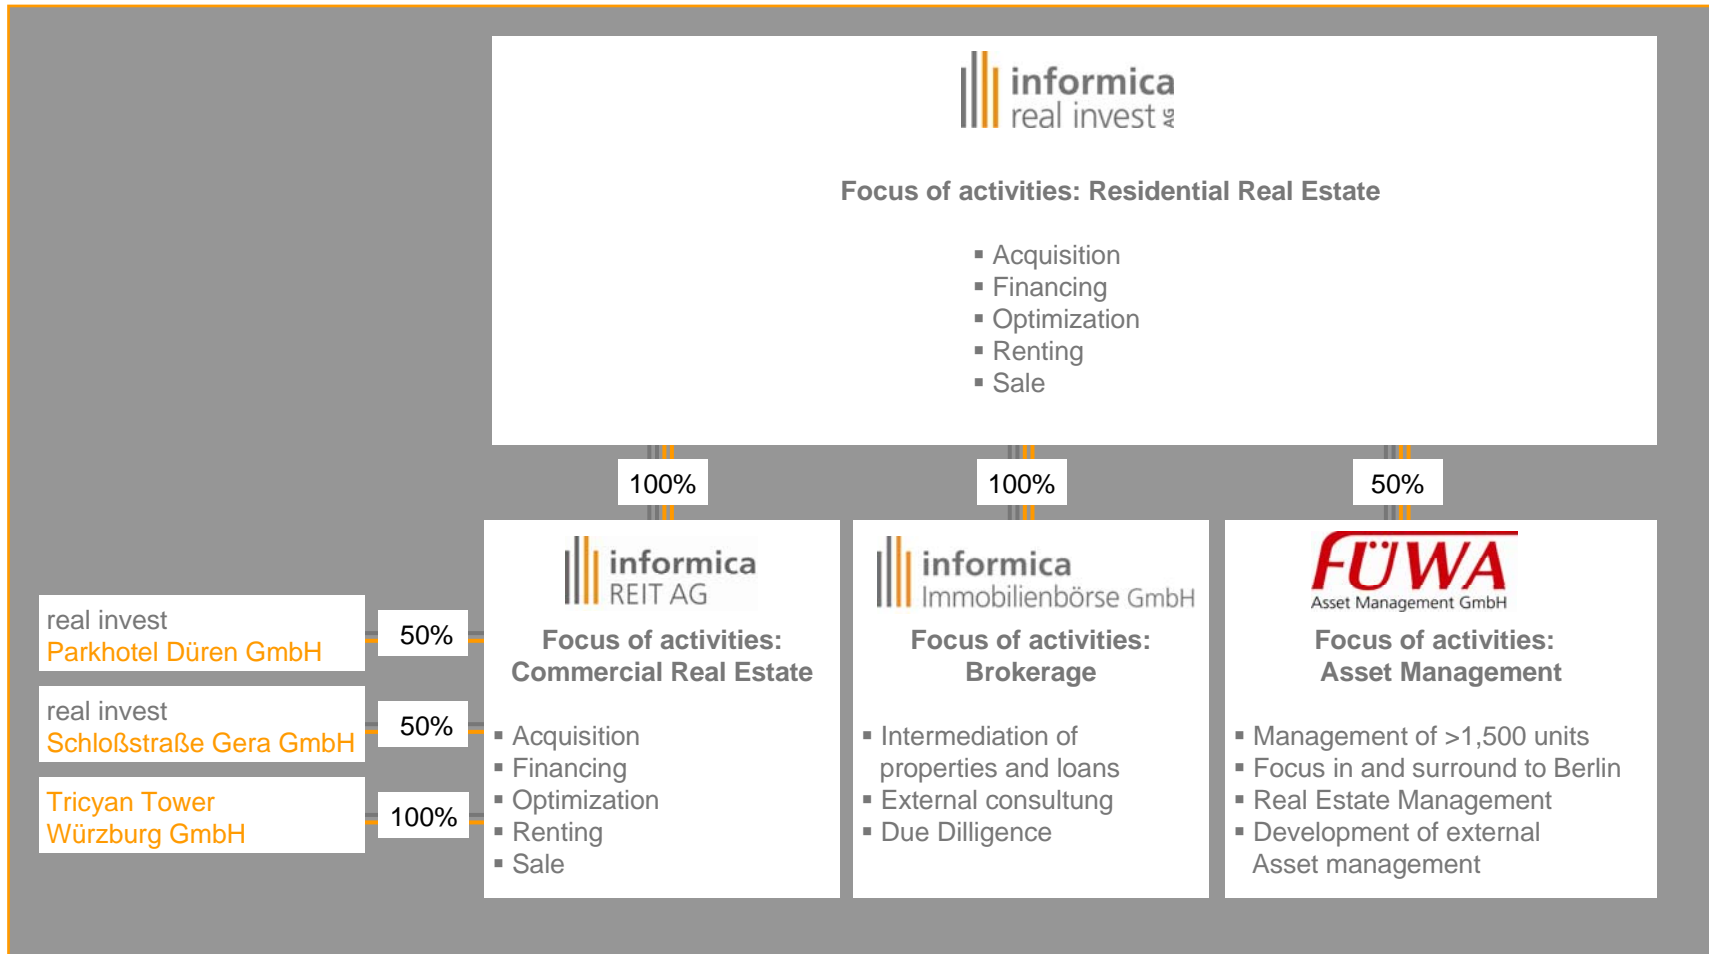 informica
real invest AG
Focus of activities: Residential Real Estate
▪ Acquisition
▪ Financing
▪ Optimization
▪ Renting
▪ Sale
100%
100%
50%
informica
REIT AG
Focus of activities:
Commercial Real Estate
▪ Acquisition
▪ Financing
▪ Optimization
▪ Renting
▪ Sale
informica
Immobilienbörse GmbH
Focus of activities:
Brokerage
▪ Intermediation of
properties and loans
▪ External consultung
▪ Due Dilligence
FÜWA
Asset Management GmbH
Focus of activities:
Asset Management
▪ Management of >1,500 units
▪ Focus in and surround to Berlin
▪ Real Estate Management
▪ Development of external
Asset management
real invest
Parkhotel Düren GmbH
50%
real invest
Schloßstraße Gera GmbH
50%
Tricyan Tower
Würzburg GmbH
100%